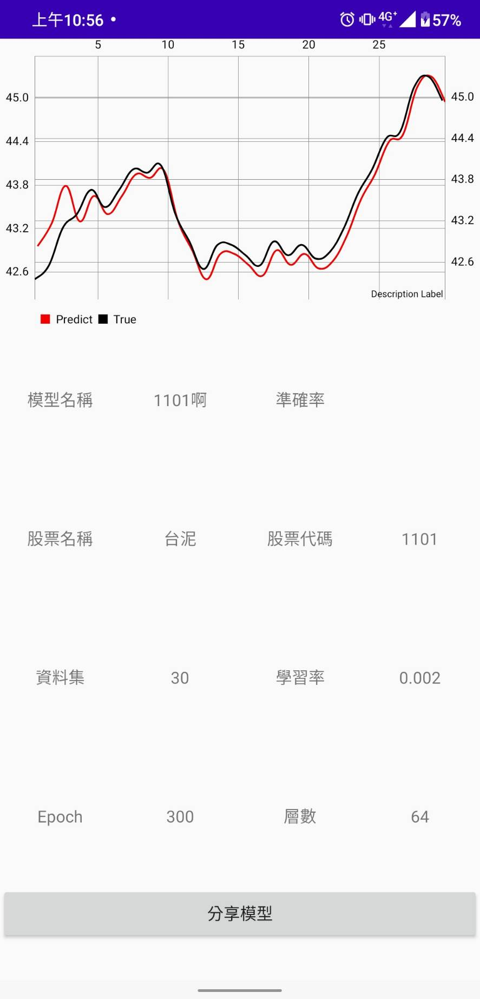 上午10:56 • 4G+ 57%
5 10 15 20 25
45.0 45.0
44.4 44.4
43.8 43.8
43.2 43.2
42.6 42.6
Description Label
Predict True
模型名稱 1101啊 準確率
股票名稱 台泥 股票代碼 1101
資料集 30 學習率 0.002
Epoch 300 層數 64
分享模型